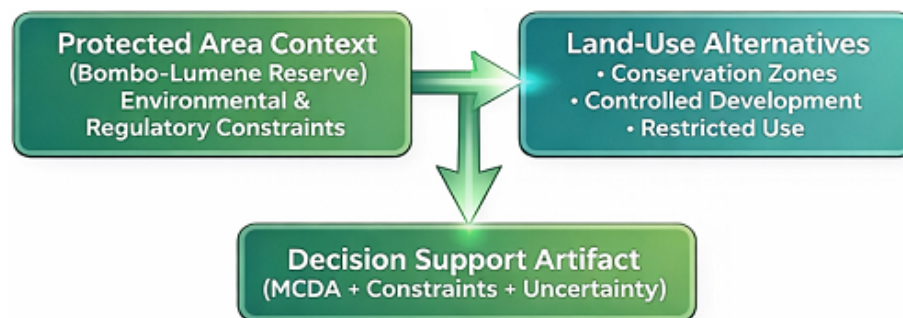 Protected Area Context
(Bombo-Lumene Reserve)
Environmental &
Regulatory Constraints
Land-Use Alternatives
• Conservation Zones
• Controlled Development
• Restricted Use
Decision Support Artifact
(MCDA + Constraints + Uncertainty)